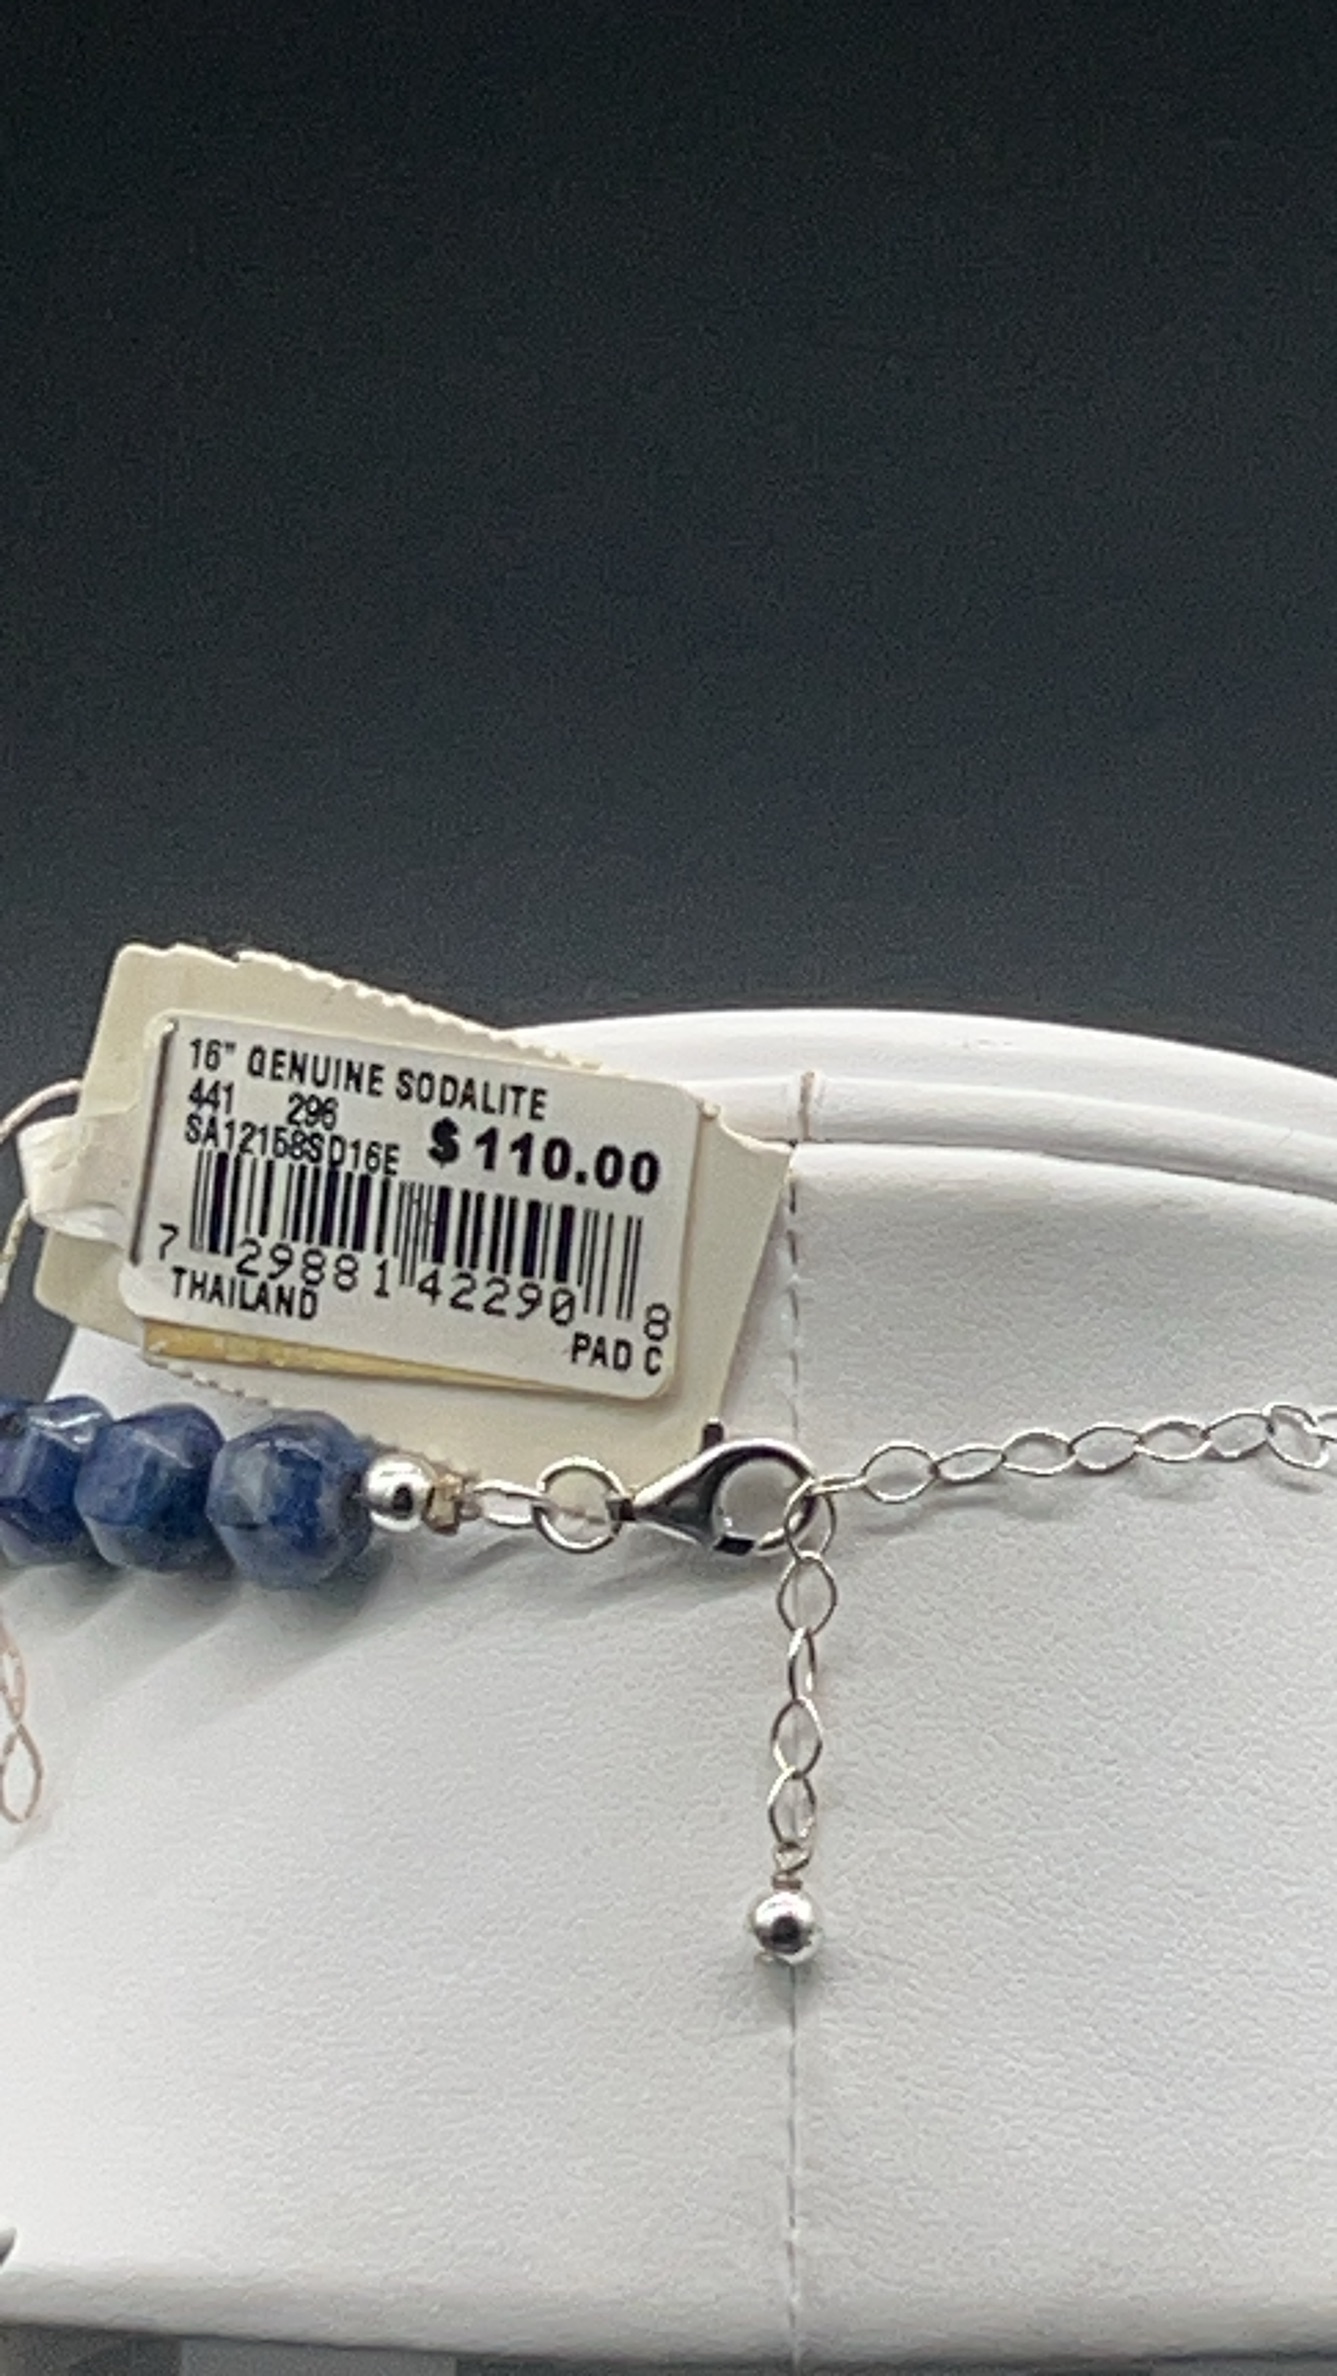 16" GENUINE SODALITE
441 296
SA12158SD16E $110.00
7 29881 42290 8
THAILAND
PAD C